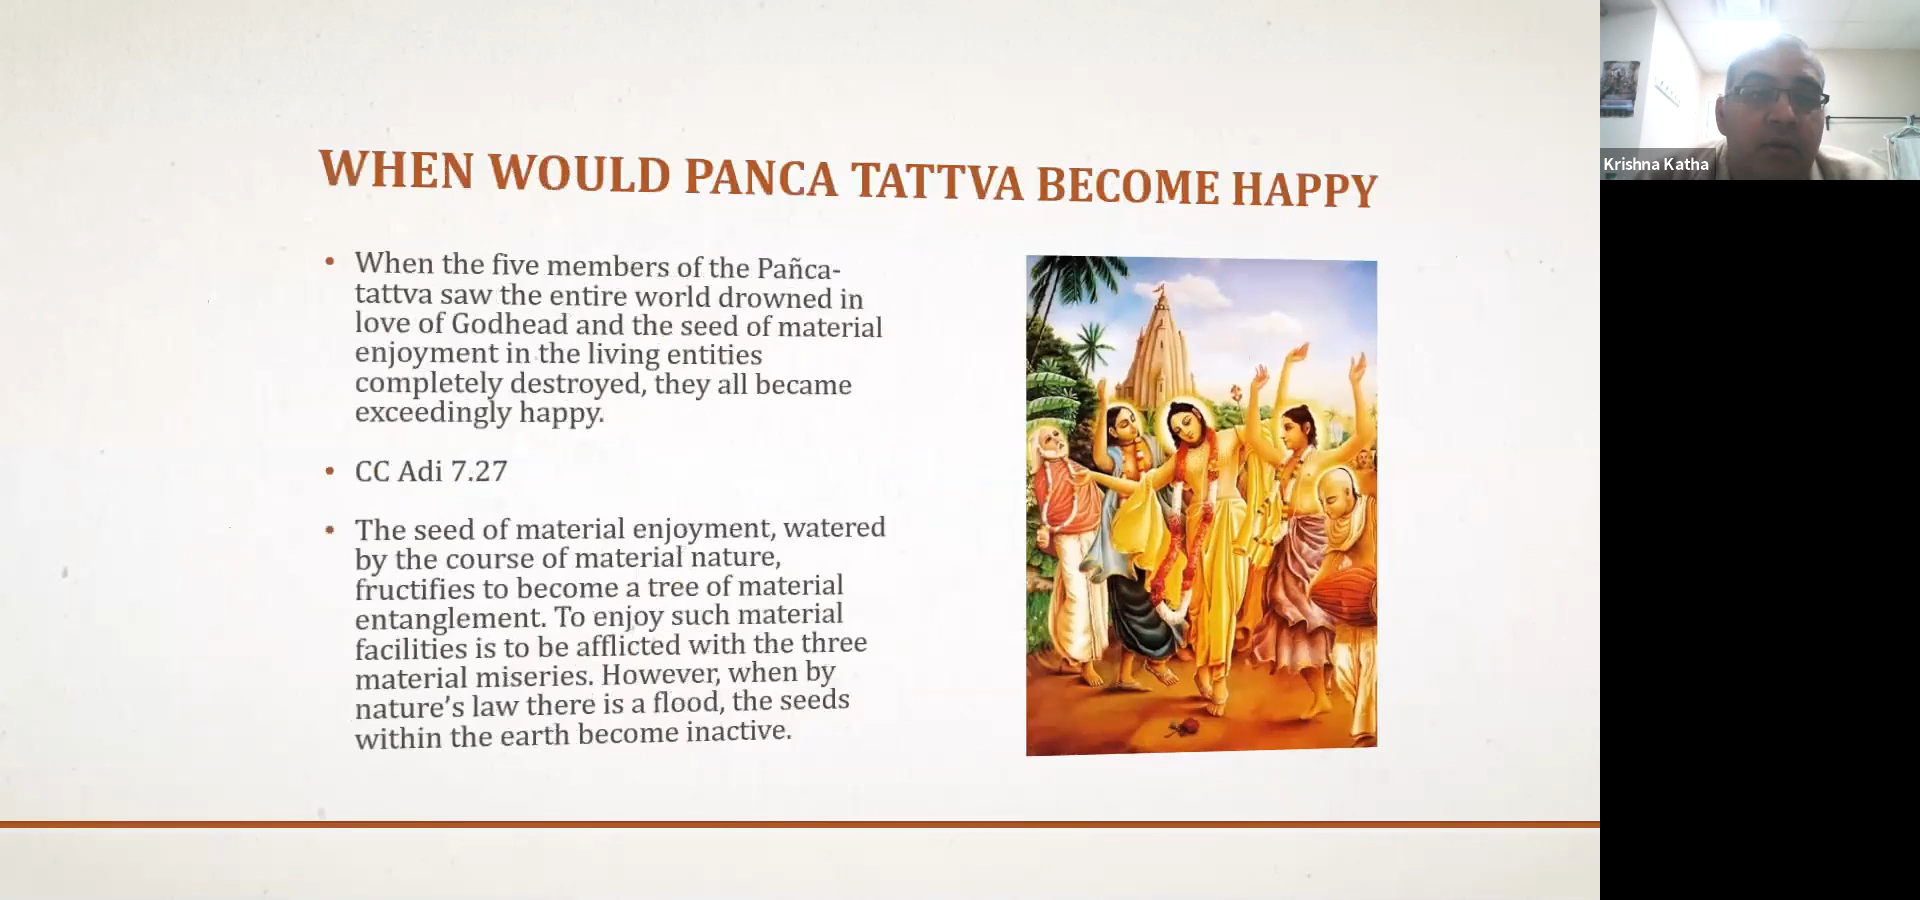 WHEN WOULD PANCA TATTVA BECOME HAPPY
• When the five members of the Pañca-
tattva saw the entire world drowned in
love of Godhead and the seed of material
enjoyment in the living entities
completely destroyed, they all became
exceedingly happy.
• CC Adi 7.27
• The seed of material enjoyment, watered
by the course of material nature,
fructifies to become a tree of material
entanglement. To enjoy such material
facilities is to be afflicted with the three
material miseries. However, when by
nature’s law there is a flood, the seeds
within the earth become inactive.
Krishna Katha